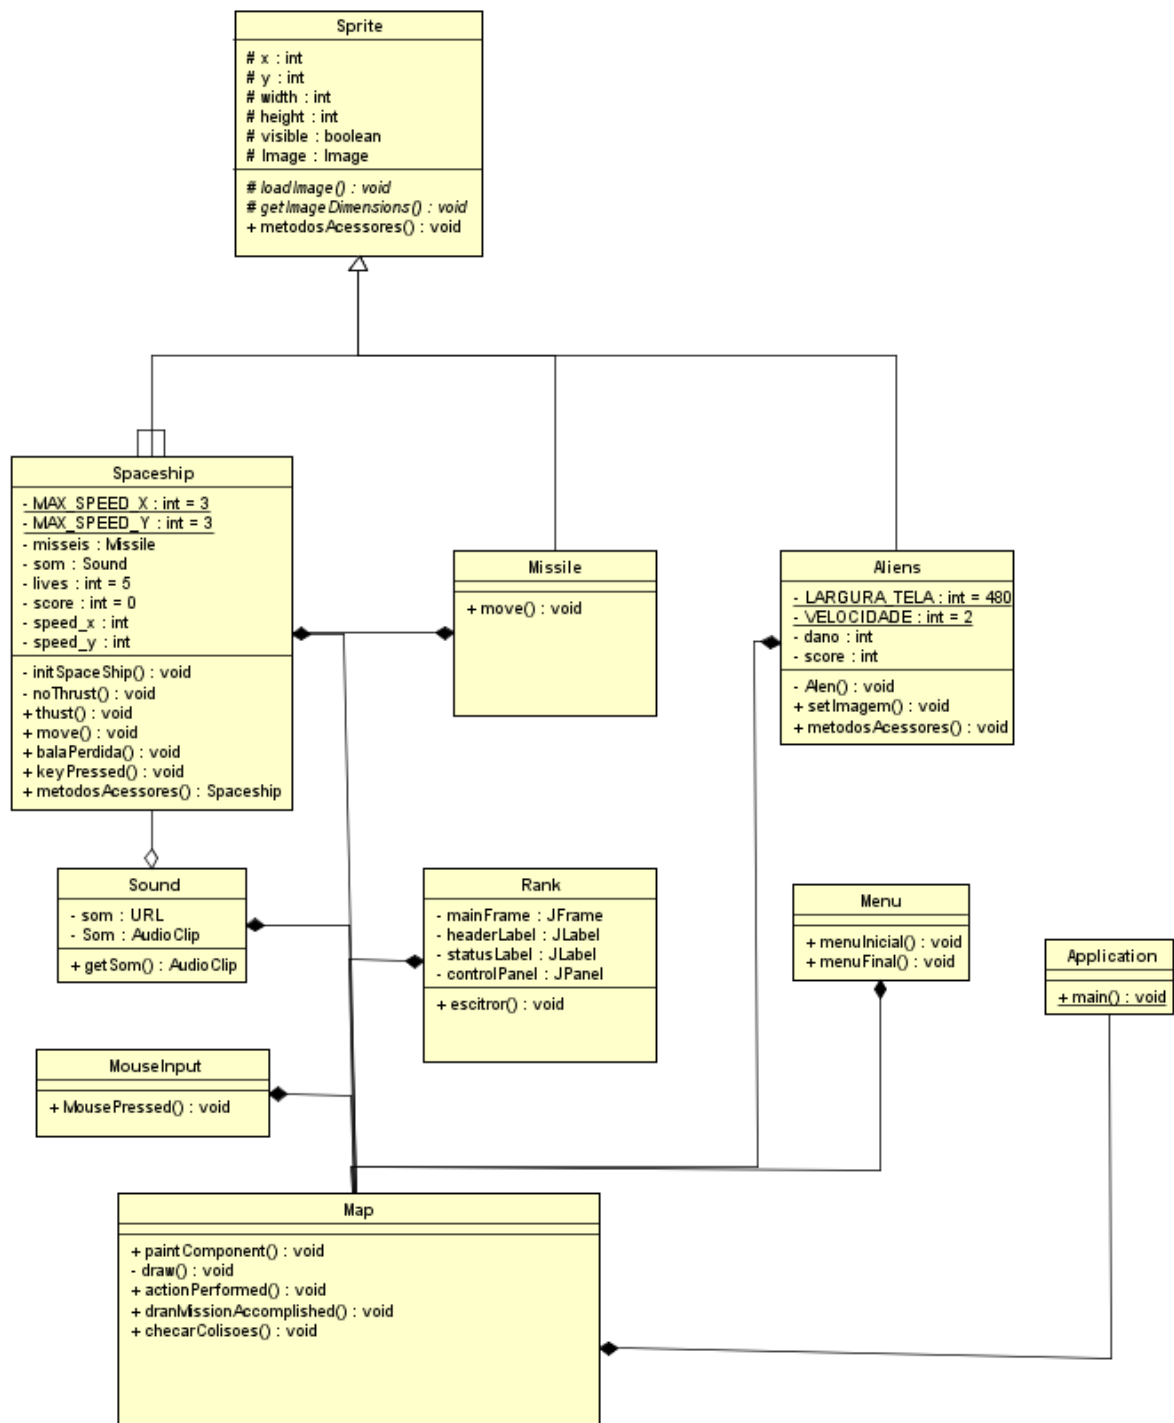 Sprite
# x : int
# y : int
# width : int
# height : int
# visible : boolean
# Image : Image
# loadImage() : void
# getImageDimensions() : void
+ metodosAcessores() : void
Spaceship
- MAX_SPEED_X : int = 3
- MAX_SPEED_Y : int = 3
- misseis : Missile
- som : Sound
- lives : int = 5
- score : int = 0
- speed_x : int
- speed_y : int
- initSpaceShip() : void
- noThrust() : void
+ thust() : void
+ move() : void
+ balaPerdida() : void
+ keyPressed() : void
+ metodosAcessores() : Spaceship
Missile
+ move() : void
Aliens
- LARGURA_TELA : int = 480
- VELOCIDADE : int = 2
- dano : int
- score : int
- Alen() : void
+ setImagem() : void
+ metodosAcessores() : void
Sound
- som : URL
- Som : AudioClip
+ getSom() : AudioClip
Rank
- mainFrame : JFrame
- headerLabel : JLabel
- statusLabel : JLabel
- controlPanel : JPanel
+ escitror() : void
Menu
+ menuInicial() : void
+ menuFinal() : void
Application
+ main() : void
MouseInput
+ MousePressed() : void
Map
+ paintComponent() : void
- draw() : void
+ actionPerformed() : void
+ dranMissionAccomplished() : void
+ checarColisoes() : void